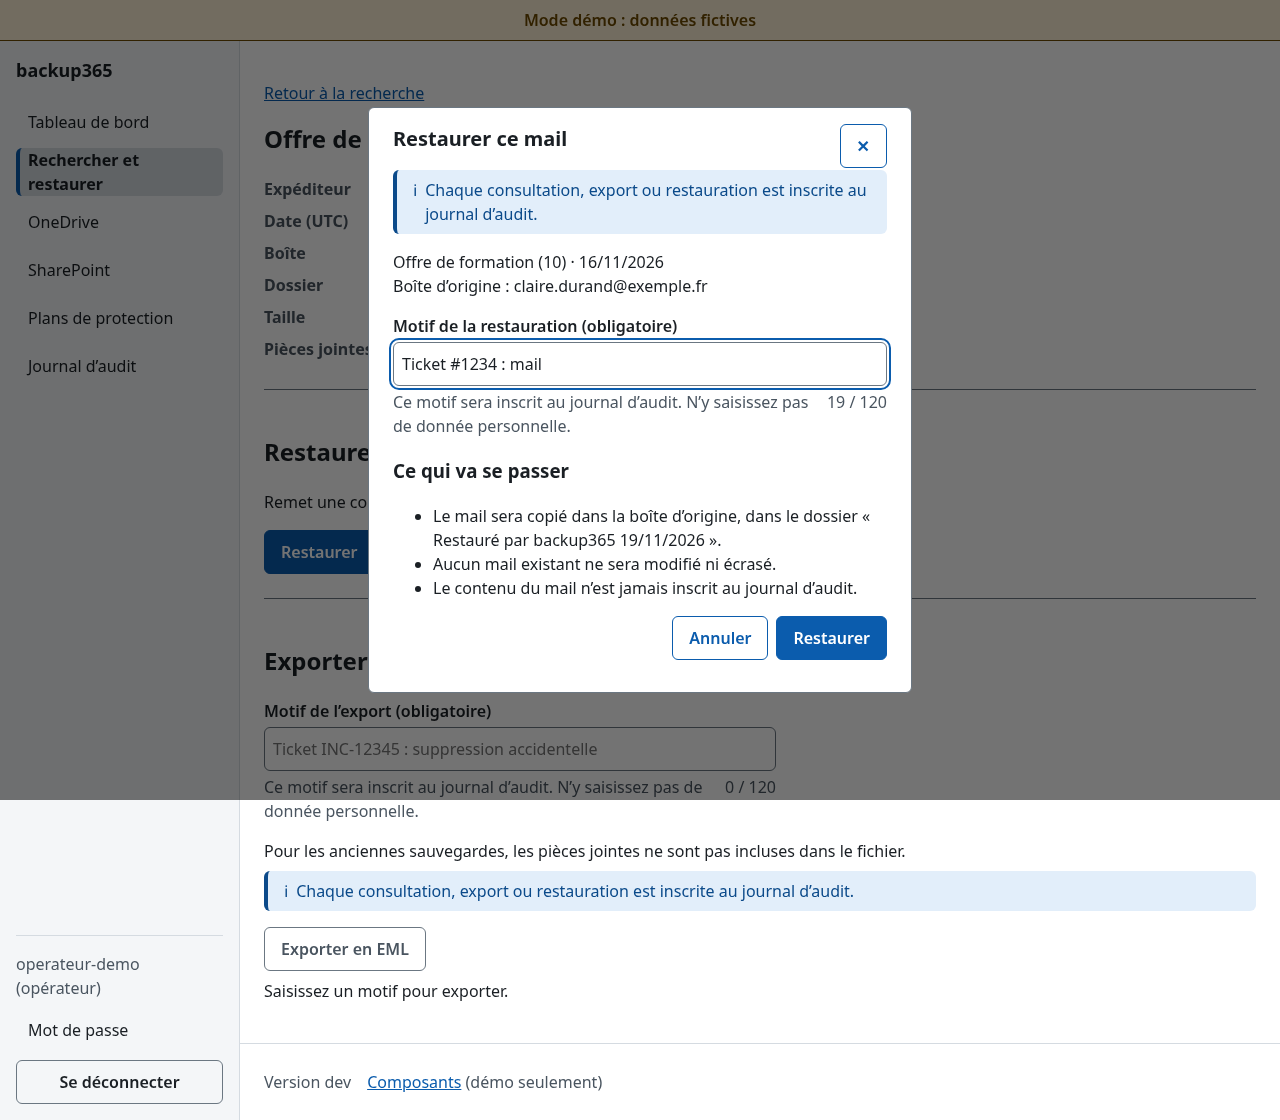 Mode démo : données fictives
backup365
Tableau de bord
Rechercher et
restaurer
OneDrive
SharePoint
Plans de protection
Journal d’audit
operateur-demo
(opérateur)
Mot de passe
Se déconnecter
Retour à la recherche
Offre de
Expéditeur
Date (UTC)
Boîte
Dossier
Taille
Pièces jointes
Restaure
Remet une co
Restaurer
Exporter
Motif de l’export (obligatoire)
Ticket INC-12345 : suppression accidentelle
Ce motif sera inscrit au journal d’audit. N’y saisissez pas de 0 / 120
donnée personnelle.
Pour les anciennes sauvegardes, les pièces jointes ne sont pas incluses dans le fichier.
i Chaque consultation, export ou restauration est inscrite au journal d’audit.
Exporter en EML
Saisissez un motif pour exporter.
Version dev Composants (démo seulement)
Restaurer ce mail
×
i Chaque consultation, export ou restauration est inscrite au
journal d’audit.
Offre de formation (10) · 16/11/2026
Boîte d’origine : claire.durand@exemple.fr
Motif de la restauration (obligatoire)
Ticket #1234 : mail
Ce motif sera inscrit au journal d’audit. N’y saisissez pas 19 / 120
de donnée personnelle.
Ce qui va se passer
• Le mail sera copié dans la boîte d’origine, dans le dossier «
Restauré par backup365 19/11/2026 ».
• Aucun mail existant ne sera modifié ni écrasé.
• Le contenu du mail n’est jamais inscrit au journal d’audit.
Annuler
Restaurer